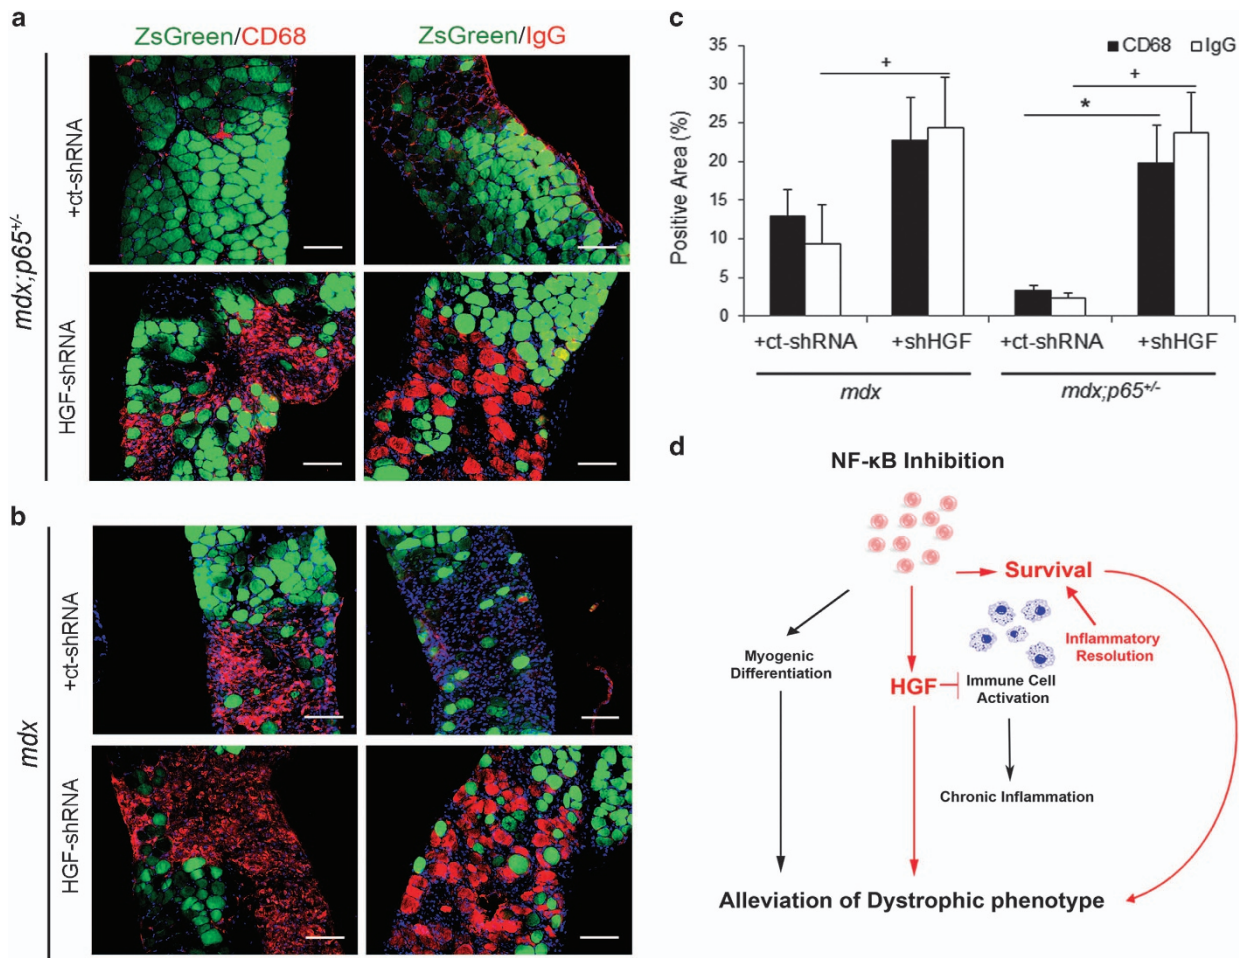 a
ZsGreen/CD68
ZsGreen/IgG
mdx;p65+/-
+ct-shRNA
HGF-shRNA
b
mdx
+ct-shRNA
HGF-shRNA
c
Positive Area (%)
35
30
25
20
15
10
5
0
CD68
IgG
+
*
+
+ct-shRNA
+shHGF
+ct-shRNA
+shHGF
mdx
mdx;p65+/-
d
NF-κB Inhibition
Survival
Inflammatory
Resolution
Myogenic
Differentiation
HGF
Immune Cell
Activation
Chronic Inflammation
Alleviation of Dystrophic phenotype